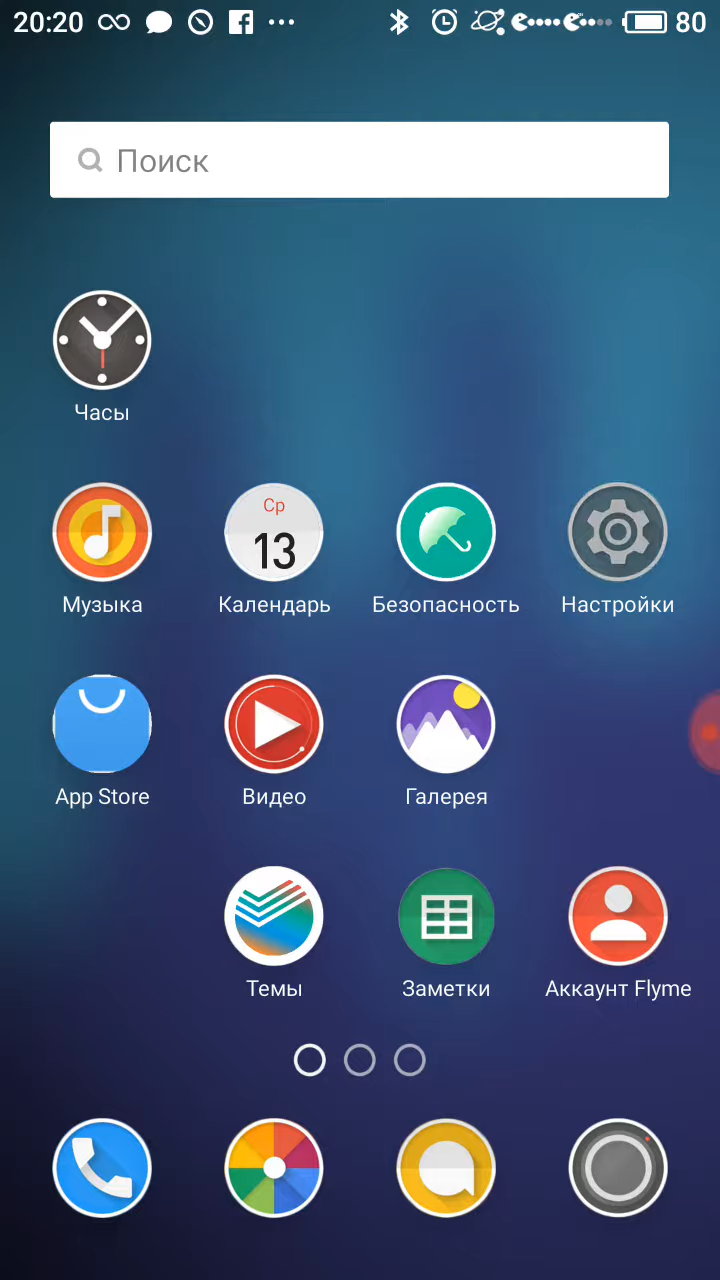 20:20
80
Поиск
Часы
Ср
13
Музыка
Календарь
Безопасность
Настройки
App Store
Видео
Галерея
Темы
Заметки
Аккаунт Flyme